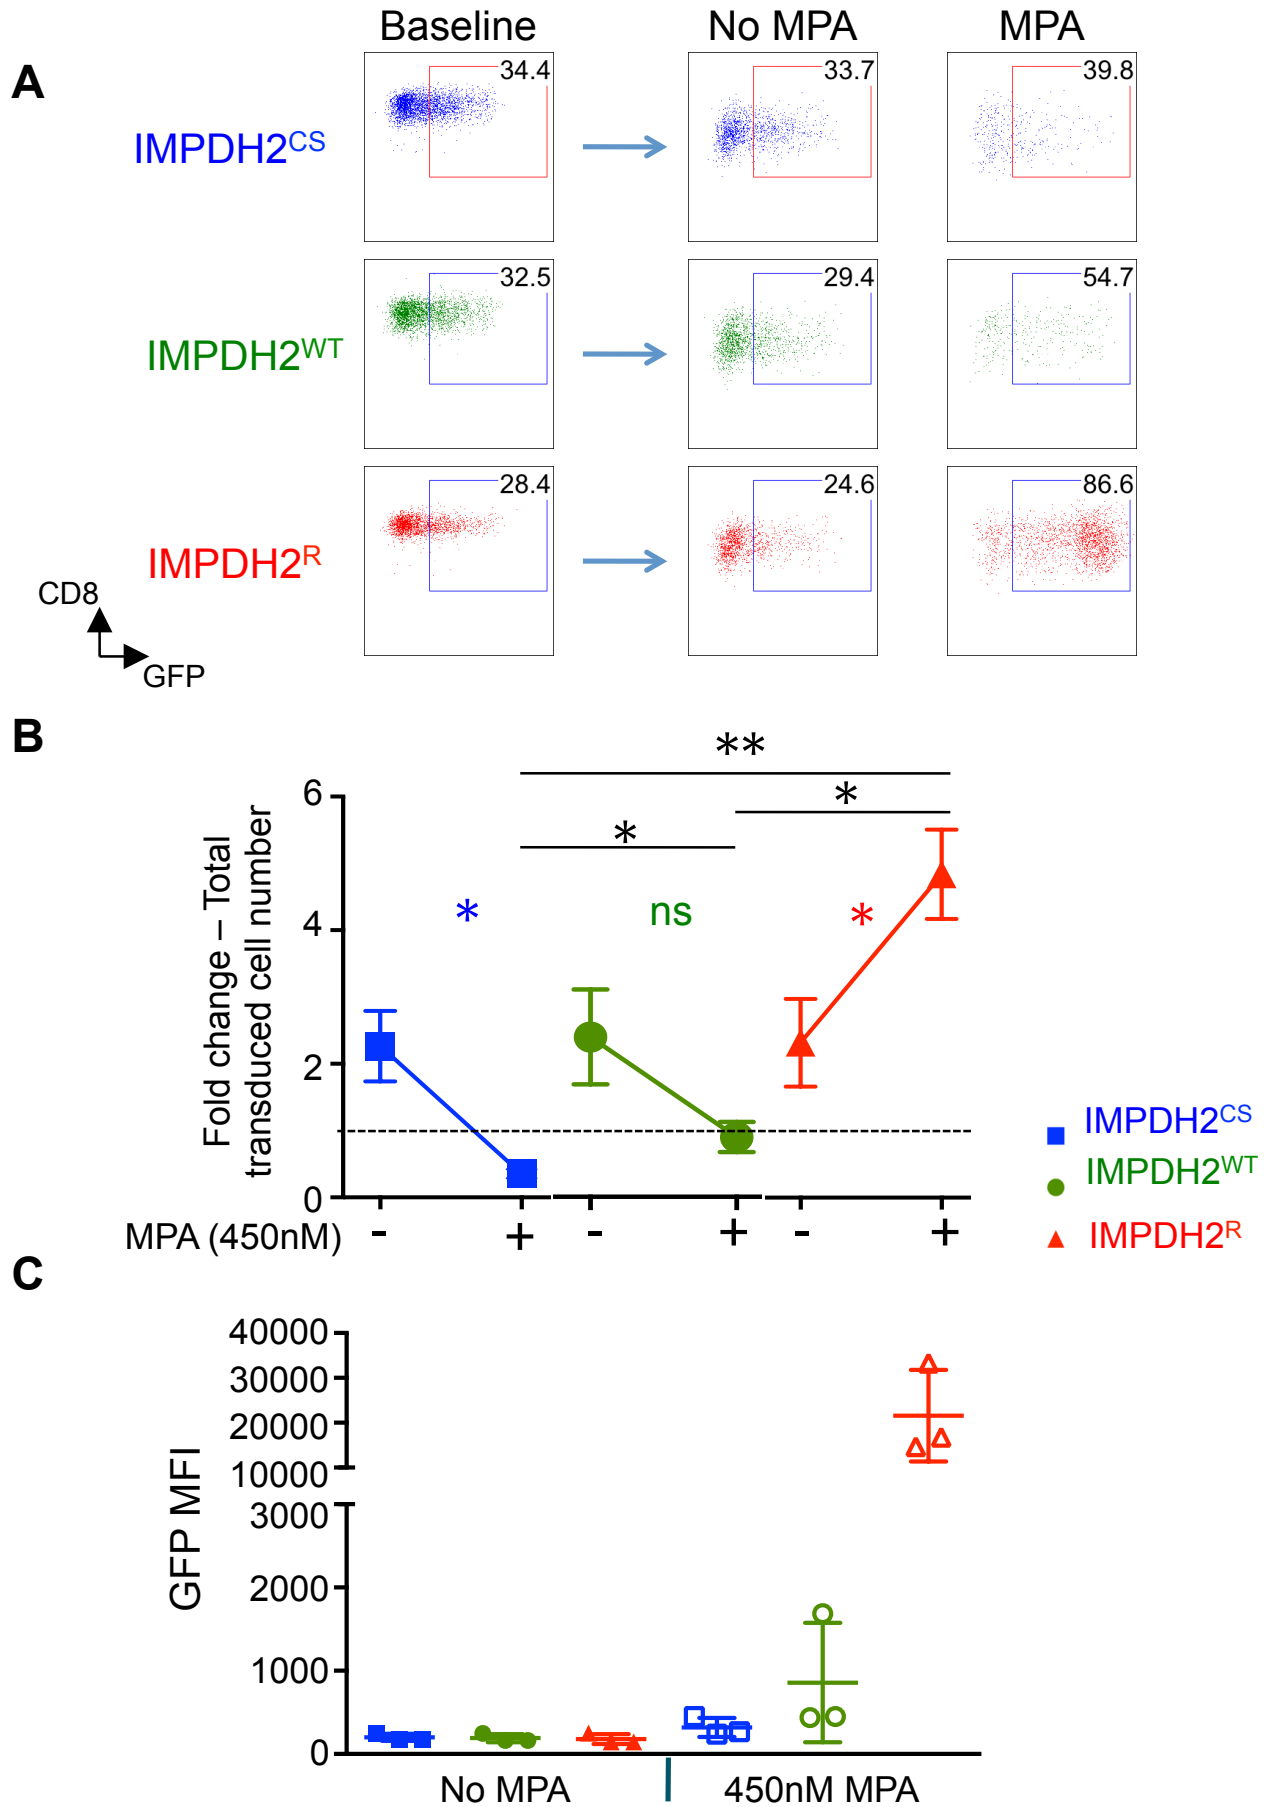 Baseline No MPA MPA
A
34.4 33.7 39.8
IMPDH2CS
32.5 29.4 54.7
IMPDH2WT
28.4 24.6 86.6
IMPDH2R
CD8
GFP
B
**
*
*
* ns *
6
4
2
0
Fold change – Total
transduced cell number
MPA (450nM) - + - + - +
IMPDH2CS
IMPDH2WT
IMPDH2R
C
40000
30000
20000
10000
3000
2000
1000
0
GFP MFI
No MPA 450nM MPA